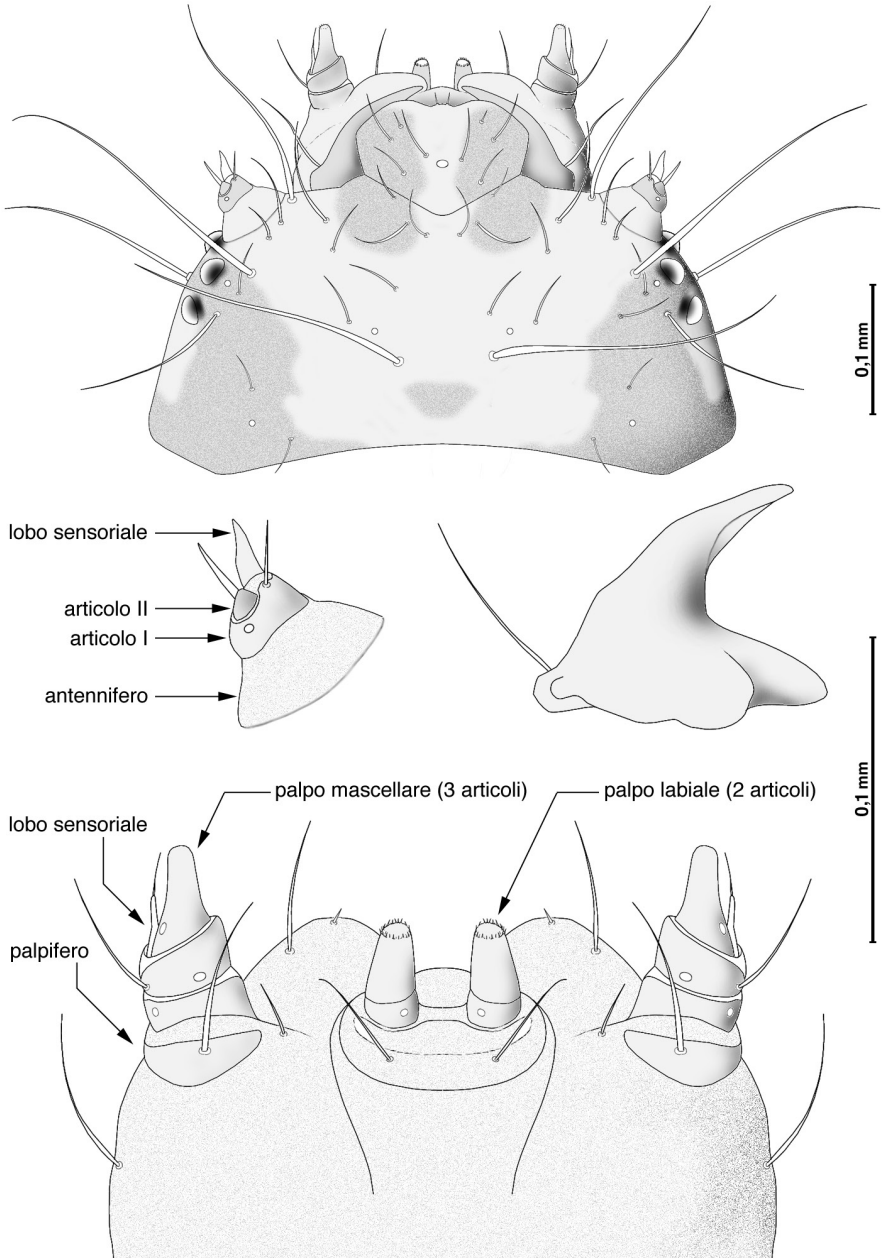 0,1 mm
lobo sensoriale
articolo II
articolo I
antennifero
0,1 mm
palpo mascellare (3 articoli)
palpo labiale (2 articoli)
lobo sensoriale
palpifero